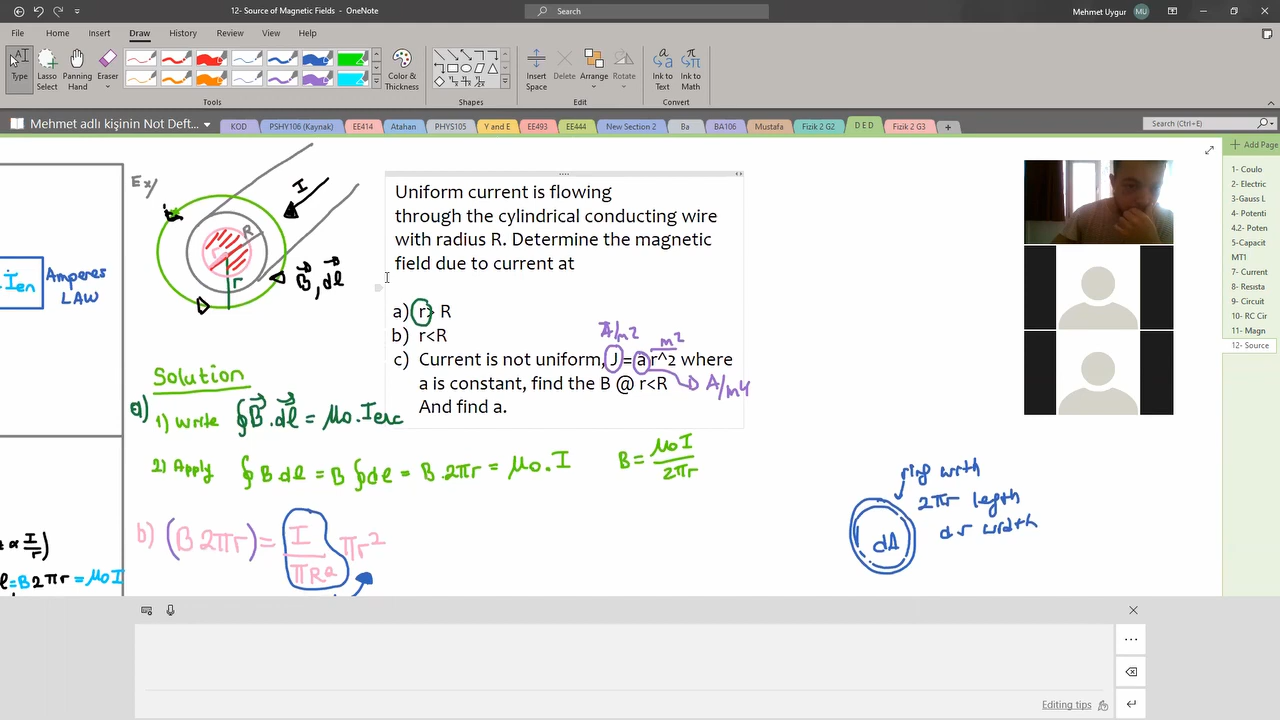 12- Source of Magnetic Fields - OneNote
Search
Mehmet Uygur
MU
File Home Insert Draw History Review View Help
Type
Lasso Select
Panning Hand
Eraser
Color & Thickness
Insert Space
Delete
Arrange
Rotate
Ink to Text
Ink to Math
Tools
Shapes
Edit
Convert
Mehmet adlı kişinin Not Deft...
KOD PSHY106 (Kaynak) EE414 Atahan PHYS105 Y and E EE493 EE444 New Section 2 Ba BA106 Mustafa Fizik 2 G2 D E D Fizik 2 G3 +
Search (Ctrl+E)
Add Page
1- Coulo
2- Electric
3-Gauss L
4- Potenti
4.2- Poten
5-Capacit
MT1
7- Current
8- Resista
9- Circuit
10- RC Cir
11- Magn
12- Source
Ex/
I
R
r
B, dl
Ien
Amperes
LAW
Uniform current is flowing
through the cylindrical conducting wire
with radius R. Determine the magnetic
field due to current at
a) r> R
b) r<R
c) Current is not uniform, J = a r^2 where
a is constant, find the B @ r<R
And find a.
A/m2
m2
A/m4
Solution
a) 1) Write ∮B.dl = μo.Ienc
2) Apply ∮B dl = B ∮dl = B.2πr = μo.I B = μoI / 2πr
b) (B 2πr) = I / πR2 πr2
ring with
2πr legth
dr width
dA
∝ I/r)
l=B2πr=μoI
Editing tips